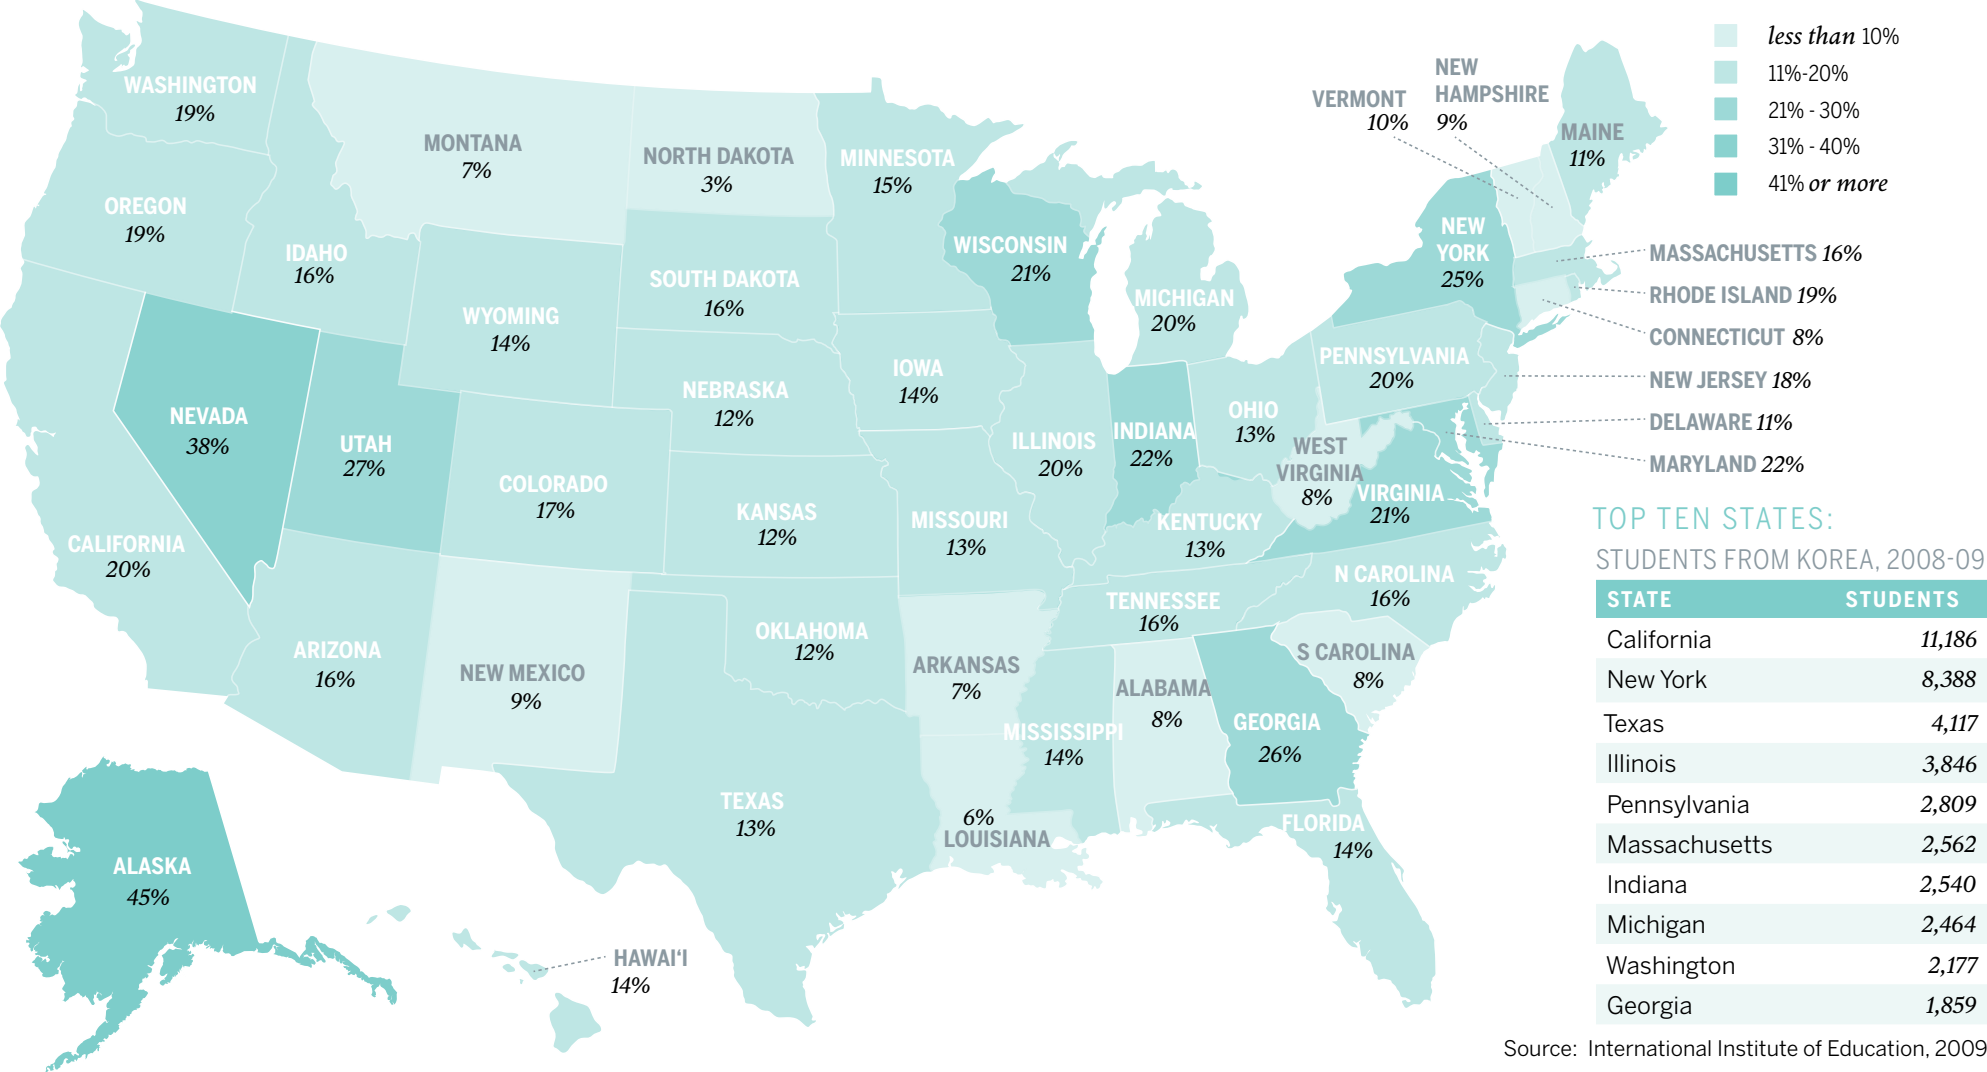 WASHINGTON
19%
OREGON
19%
IDAHO
16%
MONTANA
7%
NORTH DAKOTA
3%
MINNESOTA
15%
SOUTH DAKOTA
16%
WYOMING
14%
WISCONSIN
21%
MICHIGAN
20%
NEVADA
38%
UTAH
27%
COLORADO
17%
NEBRASKA
12%
IOWA
14%
ILLINOIS
20%
INDIANA
22%
OHIO
13%
PENNSYLVANIA
20%
NEW
YORK
25%
VERMONT
10%
NEW
HAMPSHIRE
9%
MAINE
11%
MASSACHUSETTS 16%
RHODE ISLAND 19%
CONNECTICUT 8%
NEW JERSEY 18%
DELAWARE 11%
MARYLAND 22%
WEST
VIRGINIA
8%
VIRGINIA
21%
CALIFORNIA
20%
KANSAS
12%
MISSOURI
13%
KENTUCKY
13%
N CAROLINA
16%
TENNESSEE
16%
ARIZONA
16%
NEW MEXICO
9%
OKLAHOMA
12%
ARKANSAS
7%
S CAROLINA
8%
ALABAMA
8%
MISSISSIPPI
14%
GEORGIA
26%
TEXAS
13%
6%
LOUISIANA
FLORIDA
14%
ALASKA
45%
HAWAI‘I
14%
less than 10%
11%-20%
21% - 30%
31% - 40%
41% or more
TOP TEN STATES:
STUDENTS FROM KOREA, 2008-09
STATE STUDENTS
California 11,186
New York 8,388
Texas 4,117
Illinois 3,846
Pennsylvania 2,809
Massachusetts 2,562
Indiana 2,540
Michigan 2,464
Washington 2,177
Georgia 1,859
Source: International Institute of Education, 2009